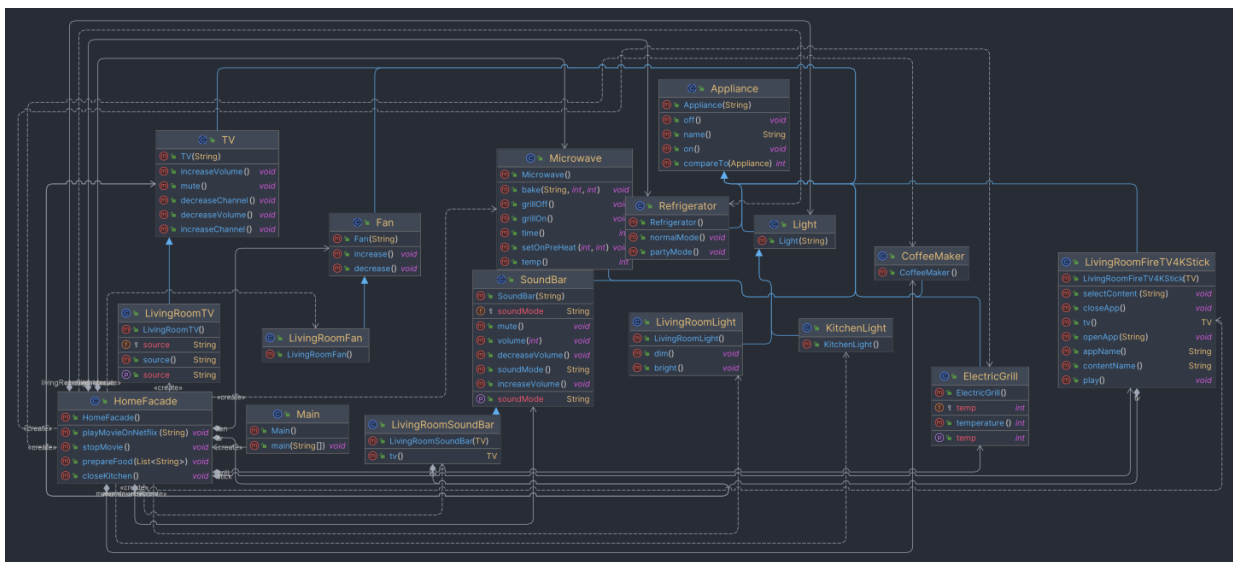 Appliance
Appliance(String)
off() void
name() String
on() void
compareTo(Appliance) int
TV
TV(String)
increaseVolume() void
mute() void
decreaseChannel() void
decreaseVolume() void
increaseChannel() void
Microwave
Microwave()
bake(String, int, int) void
grillOff()
grillOn()
time()
setOnPreHeat(int, int) void
temp() int
Refrigerator
Refrigerator()
normalMode() void
partyMode() void
Fan
Fan(String)
increase() void
decrease() void
Light
Light(String)
CoffeeMaker
CoffeeMaker()
LivingRoomFireTV4KStick
LivingRoomFireTV4KStick(TV)
selectContent(String) void
closeApp() void
tv() TV
openApp(String) void
appName() String
contentName() String
play() void
SoundBar
SoundBar(String)
soundMode String
mute() void
volume(int) void
decreaseVolume() void
soundMode() String
increaseVolume() void
soundMode String
LivingRoomTV
LivingRoomTV()
source String
source() String
source String
LivingRoomFan
LivingRoomFan()
LivingRoomLight
LivingRoomLight()
dim() void
bright() void
KitchenLight
KitchenLight()
ElectricGrill
ElectricGrill()
temp int
temperature() int
temp int
«create»
HomeFacade
HomeFacade()
playMovieOnNetflix(String) void
stopMovie() void
prepareFood(List<String>) void
closeKitchen() void
«create»
«create»
«create»
«create»
«create»
Main
Main()
main(String[]) void
LivingRoomSoundBar
LivingRoomSoundBar(TV)
tv() TV